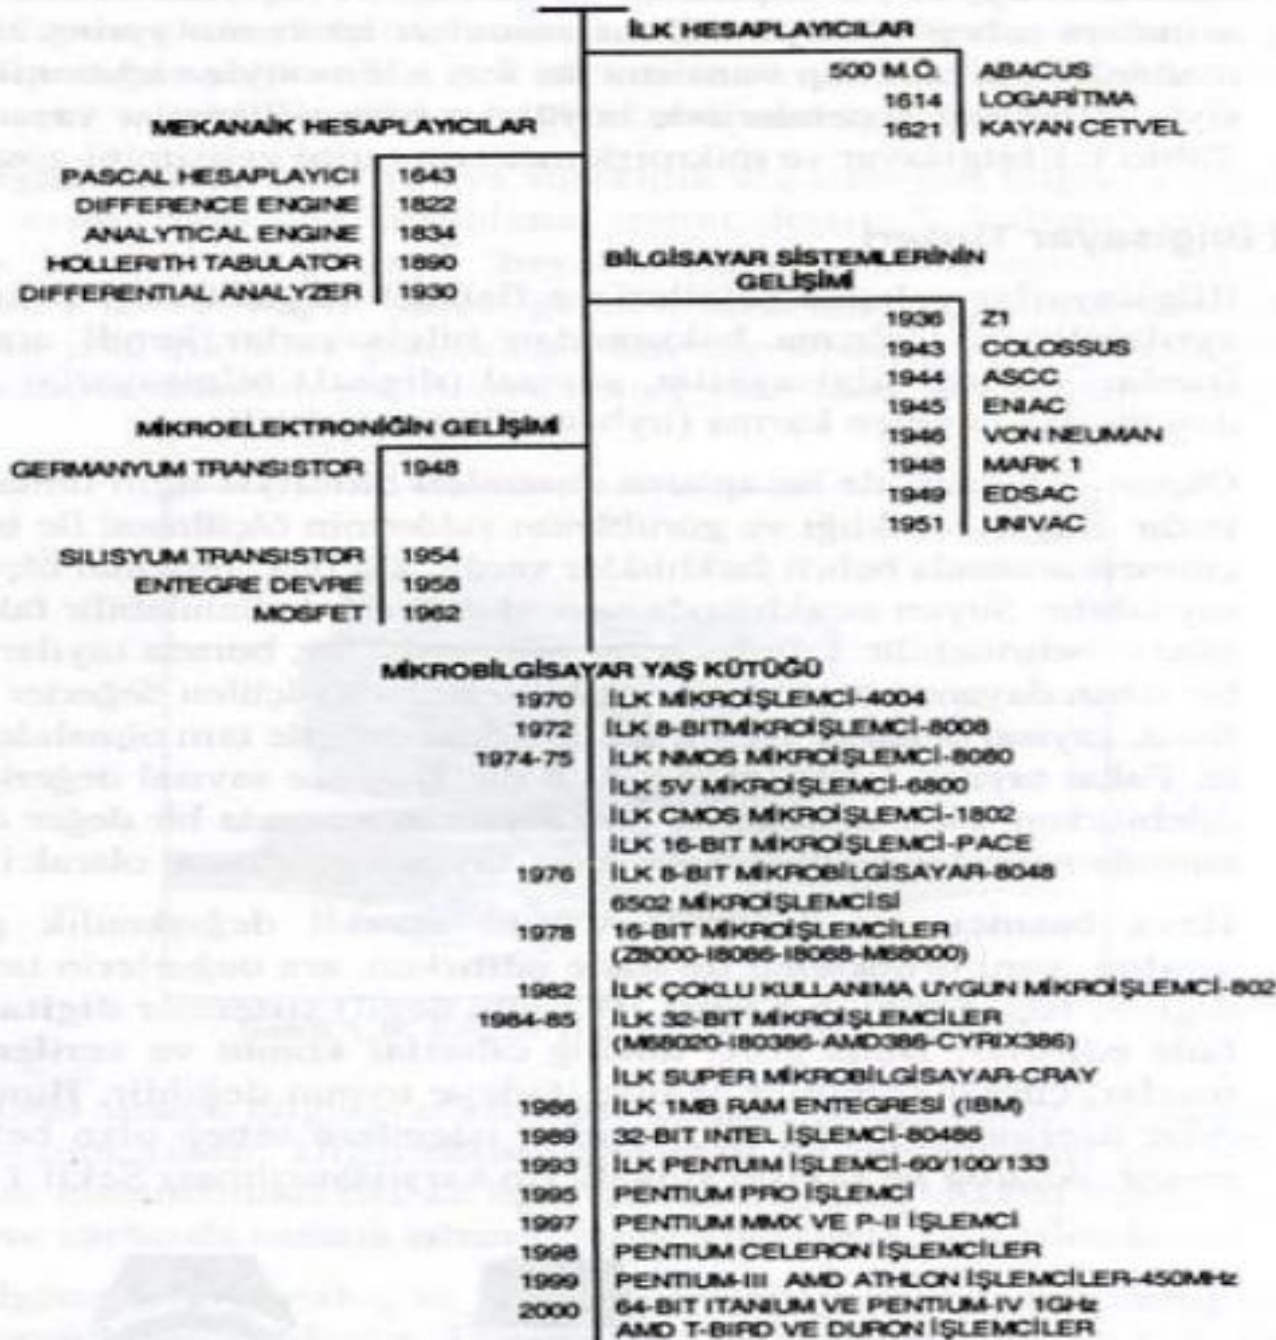 İLK HESAPLAYICILAR
500 M.Ö. ABACUS
1614 LOGARİTMA
1621 KAYAN CETVEL
MEKANAİK HESAPLAYICILAR
PASCAL HESAPLAYICI 1643
DIFFERENCE ENGINE 1822
ANALYTICAL ENGINE 1834
HOLLERITH TABULATOR 1890
DIFFERENTIAL ANALYZER 1930
BİLGİSAYAR SİSTEMLERİNİN
GELİŞİMİ
1936 Z1
1943 COLOSSUS
1944 ASCC
1945 ENIAC
1946 VON NEUMAN
1948 MARK 1
1949 EDSAC
1951 UNIVAC
MİKROELEKTRONİĞİN GELİŞİMİ
GERMANYUM TRANSISTOR 1948
SILISYUM TRANSISTOR 1954
ENTEGRE DEVRE 1958
MOSFET 1962
MİKROBİLGİSAYAR YAŞ KÜTÜĞÜ
1970 İLK MİKROİŞLEMCİ-4004
1972 İLK 8-BITMİKROİŞLEMCİ-8008
1974-75 İLK NMOS MİKROİŞLEMCİ-8080
İLK 5V MİKROİŞLEMCİ-6800
İLK CMOS MİKROİŞLEMCİ-1802
İLK 16-BIT MİKROİŞLEMCİ-PACE
1976 İLK 8-BIT MİKROBİLGİSAYAR-8048
6502 MİKROİŞLEMCİSİ
1978 16-BIT MİKROİŞLEMCİLER
(Z8000-I8086-I8088-M68000)
1982 İLK ÇOKLU KULLANIMA UYGUN MİKROİŞLEMCİ-802
1984-85 İLK 32-BIT MİKROİŞLEMCİLER
(M68020-I80386-AMD386-CYRIX386)
İLK SUPER MİKROBİLGİSAYAR-CRAY
1986 İLK 1MB RAM ENTEGRESİ (IBM)
1989 32-BIT INTEL İŞLEMCİ-80486
1993 İLK PENTUIM İŞLEMCİ-60/100/133
1995 PENTIUM PRO İŞLEMCİ
1997 PENTIUM MMX VE P-II İŞLEMCİ
1998 PENTIUM CELERON İŞLEMCİLER
1999 PENTIUM-III AMD ATHLON İŞLEMCİLER-450MHz
2000 64-BIT ITANIUM VE PENTIUM-IV 1GHz
AMD T-BIRD VE DURON İŞLEMCİLER